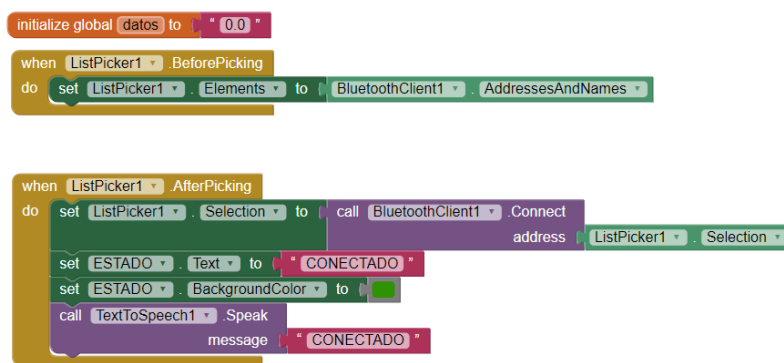 initialize global datos to " 0.0 "
when ListPicker1 .BeforePicking
do set ListPicker1 . Elements to BluetoothClient1 . AddressesAndNames
when ListPicker1 .AfterPicking
do set ListPicker1 . Selection to call BluetoothClient1 .Connect
address ListPicker1 . Selection
set ESTADO . Text to " CONECTADO "
set ESTADO . BackgroundColor to
call TextToSpeech1 .Speak
message " CONECTADO "